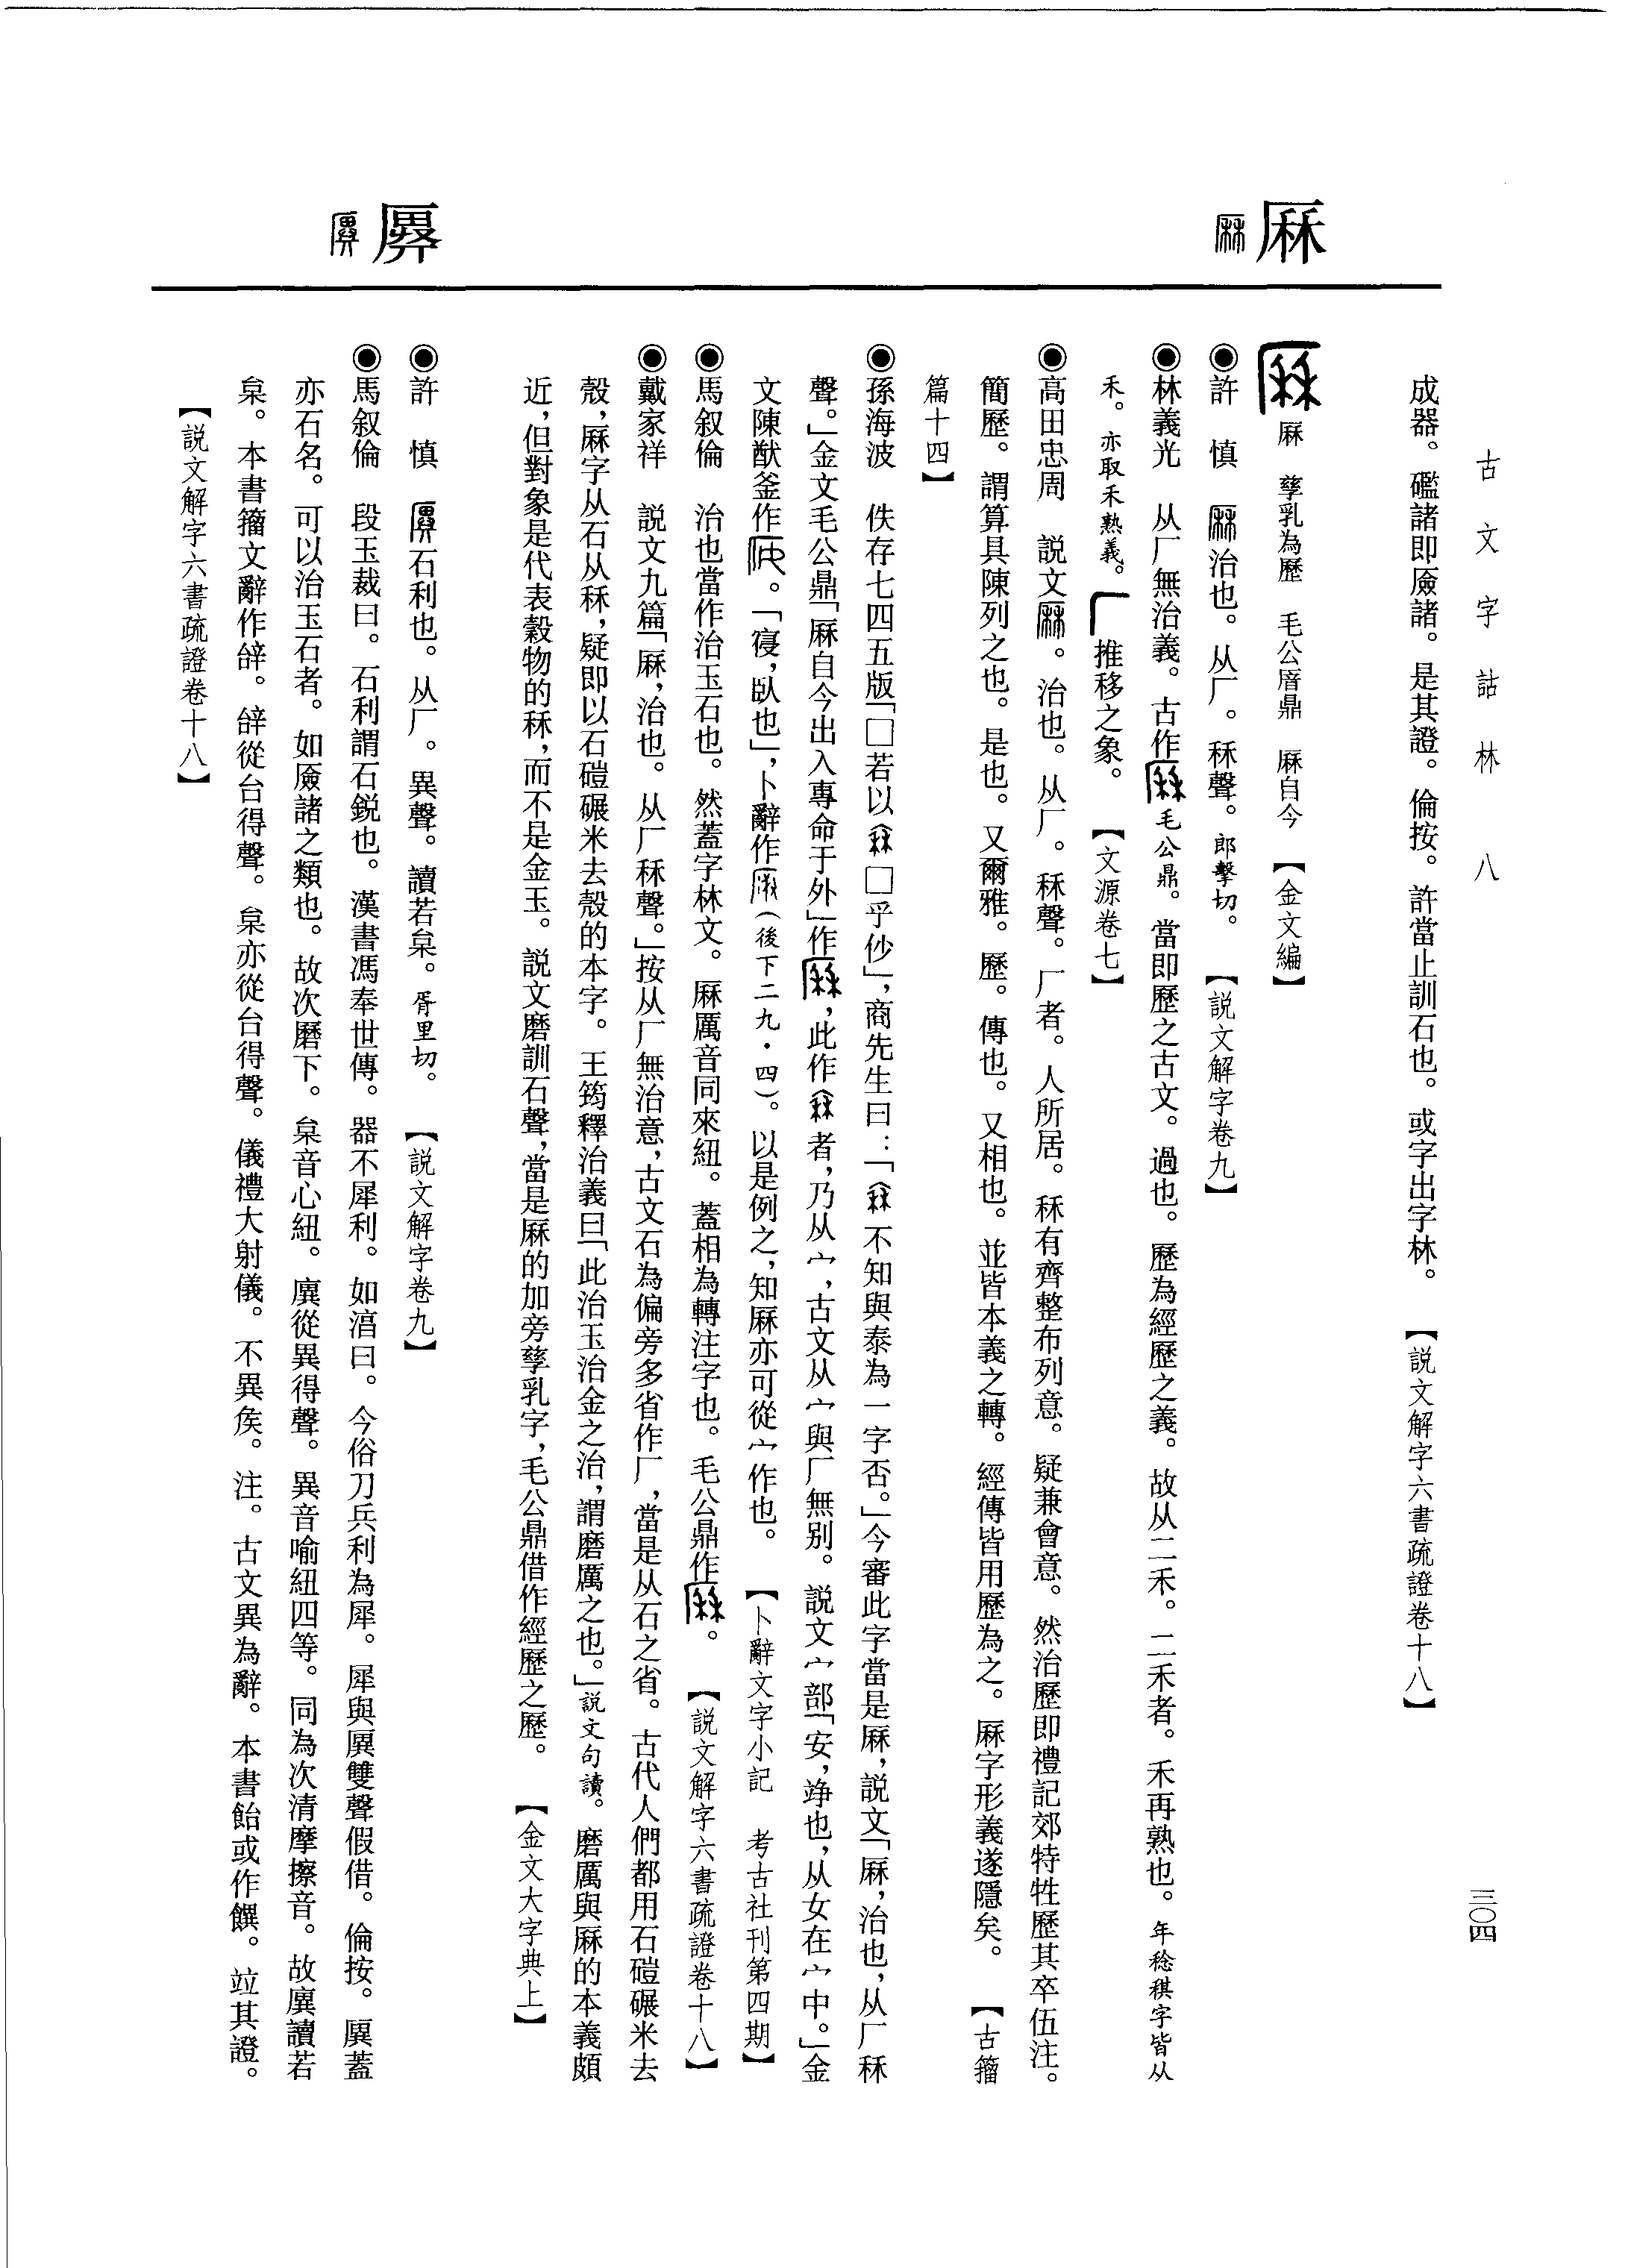 古文字詁林　八
三〇四
厤
𠪱
成器。礛諸即厱諸。是其證。倫按。許當止訓石也。或字出字林。　【説文解字六書疏證卷十八】
厤　孳乳為歷　毛公㢑鼎　厤自今　【金文編】
◉許　慎　治也。从厂。秝聲。郎擊切。　【説文解字卷九】
◉林義光　从厂無治義。古作毛公鼎。當即歷之古文。過也。歷為經歷之義。故从二禾。二禾者。禾再熟也。年稔稘字皆从
禾。亦取禾熟義。厂推移之象。　【文源卷七】
◉高田忠周　説文。治也。从厂。秝聲。厂者。人所居。秝有齊整布列意。疑兼會意。然治歷即禮記郊特牲歷其卒伍注。
簡歷。謂算具陳列之也。是也。又爾雅。歷。傳也。又相也。並皆本義之轉。經傳皆用歷為之。厤字形義遂隱矣。　【古籀
篇十四】
◉孫海波　佚存七四五版「□若以□乎㑋」，商先生曰：「不知與泰為一字否。」今審此字當是厤，説文「厤，治也，从厂秝
聲。」金文毛公鼎「厤自今出入專命于外」作，此作者，乃从宀，古文从宀與厂無别。説文宀部「安，竫也，从女在宀中。」金
文陳猷釜作。「寑，臥也」，卜辭作（後下二九・四）。以是例之，知厤亦可從宀作也。　【卜辭文字小記　考古社刊第四期】
◉馬叙倫　治也當作治玉石也。然蓋字林文。厤厲音同來紐。蓋相為轉注字也。毛公鼎作。　【説文解字六書疏證卷十八】
◉戴家祥　説文九篇「厤，治也。从厂秝聲。」按从厂無治意，古文石為偏旁多省作厂，當是从石之省。古代人們都用石磑碾米去
殼，厤字从石从秝，疑即以石磑碾米去殼的本字。王筠釋治義曰「此治玉治金之治，謂磨厲之也。」説文句讀。磨厲與厤的本義頗
近，但對象是代表穀物的秝，而不是金玉。説文磨訓石聲，當是厤的加旁孳乳字，毛公鼎借作經歷之歷。　【金文大字典上】
◉許　慎　石利也。从厂。異聲。讀若枲。胥里切。　【説文解字卷九】
◉馬叙倫　段玉裁曰。石利謂石鋭也。漢書馮奉世傳。器不犀利。如湻曰。今俗刀兵利為犀。犀與𠪱雙聲假借。倫按。𠪱蓋
亦石名。可以治玉石者。如厱諸之類也。故次磿下。枲音心紐。廙從異得聲。異音喻紐四等。同為次清摩擦音。故廙讀若
枲。本書籀文辭作辝。辝從台得聲。枲亦從台得聲。儀禮大射儀。不異矦。注。古文異為辭。本書飴或作饌。竝其證。
【説文解字六書疏證卷十八】